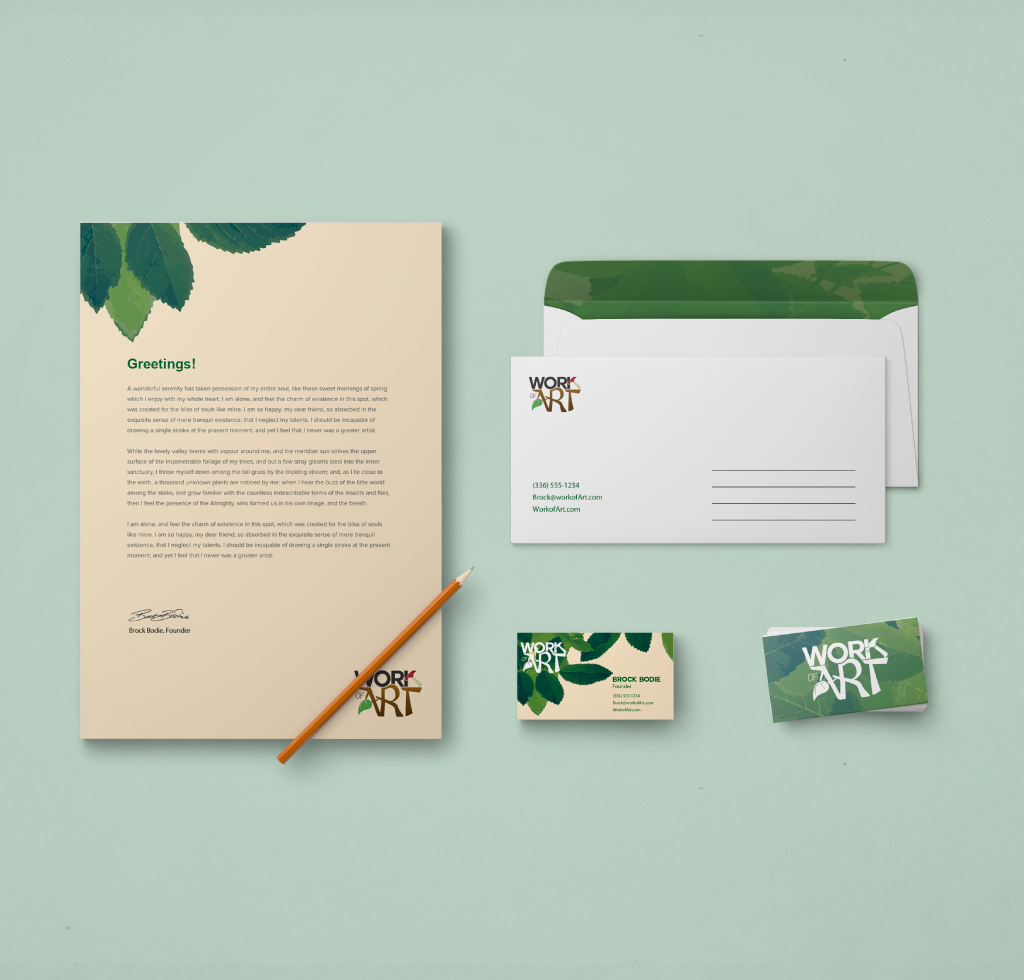 Greetings!
A wonderful serenity has taken possession of my entire soul, like these sweet mornings of spring
which I enjoy with my whole heart. I am alone, and feel the charm of existence in this spot, which
was created for the bliss of souls like mine. I am so happy, my dear friend, so absorbed in the
exquisite sense of mere tranquil existence, that I neglect my talents. I should be incapable of
drawing a single stroke at the present moment; and yet I feel that I never was a greater artist.
While the lovely valley teems with vapour around me, and the meridian sun strikes the upper
surface of the impenetrable foliage of my trees, and but a few stray gleams steal into the inner
sanctuary, I throw myself down among the tall grass by the trickling stream; and, as I lie close to
the earth, a thousand unknown plants are noticed by me: when I hear the buzz of the little world
among the stalks, and grow familiar with the countless indescribable forms of the insects and flies,
then I feel the presence of the Almighty, who formed us in his own image, and the breath.
I am alone, and feel the charm of existence in this spot, which was created for the bliss of souls
like mine. I am so happy, my dear friend, so absorbed in the exquisite sense of mere tranquil
existence, that I neglect my talents. I should be incapable of drawing a single stroke at the present
moment; and yet I feel that I never was a greater artist.
Brock Bodie
Brock Bodie, Founder
WORK
OF ART
WORK
OF ART
(336) 555-1234
Brock@workofArt.com
WorkofArt.com
WORK
OF ART
BROCK BODIE
Founder
(336) 555-1234
Brock@workofArt.com
WorkofArt.com
WORK
OF ART